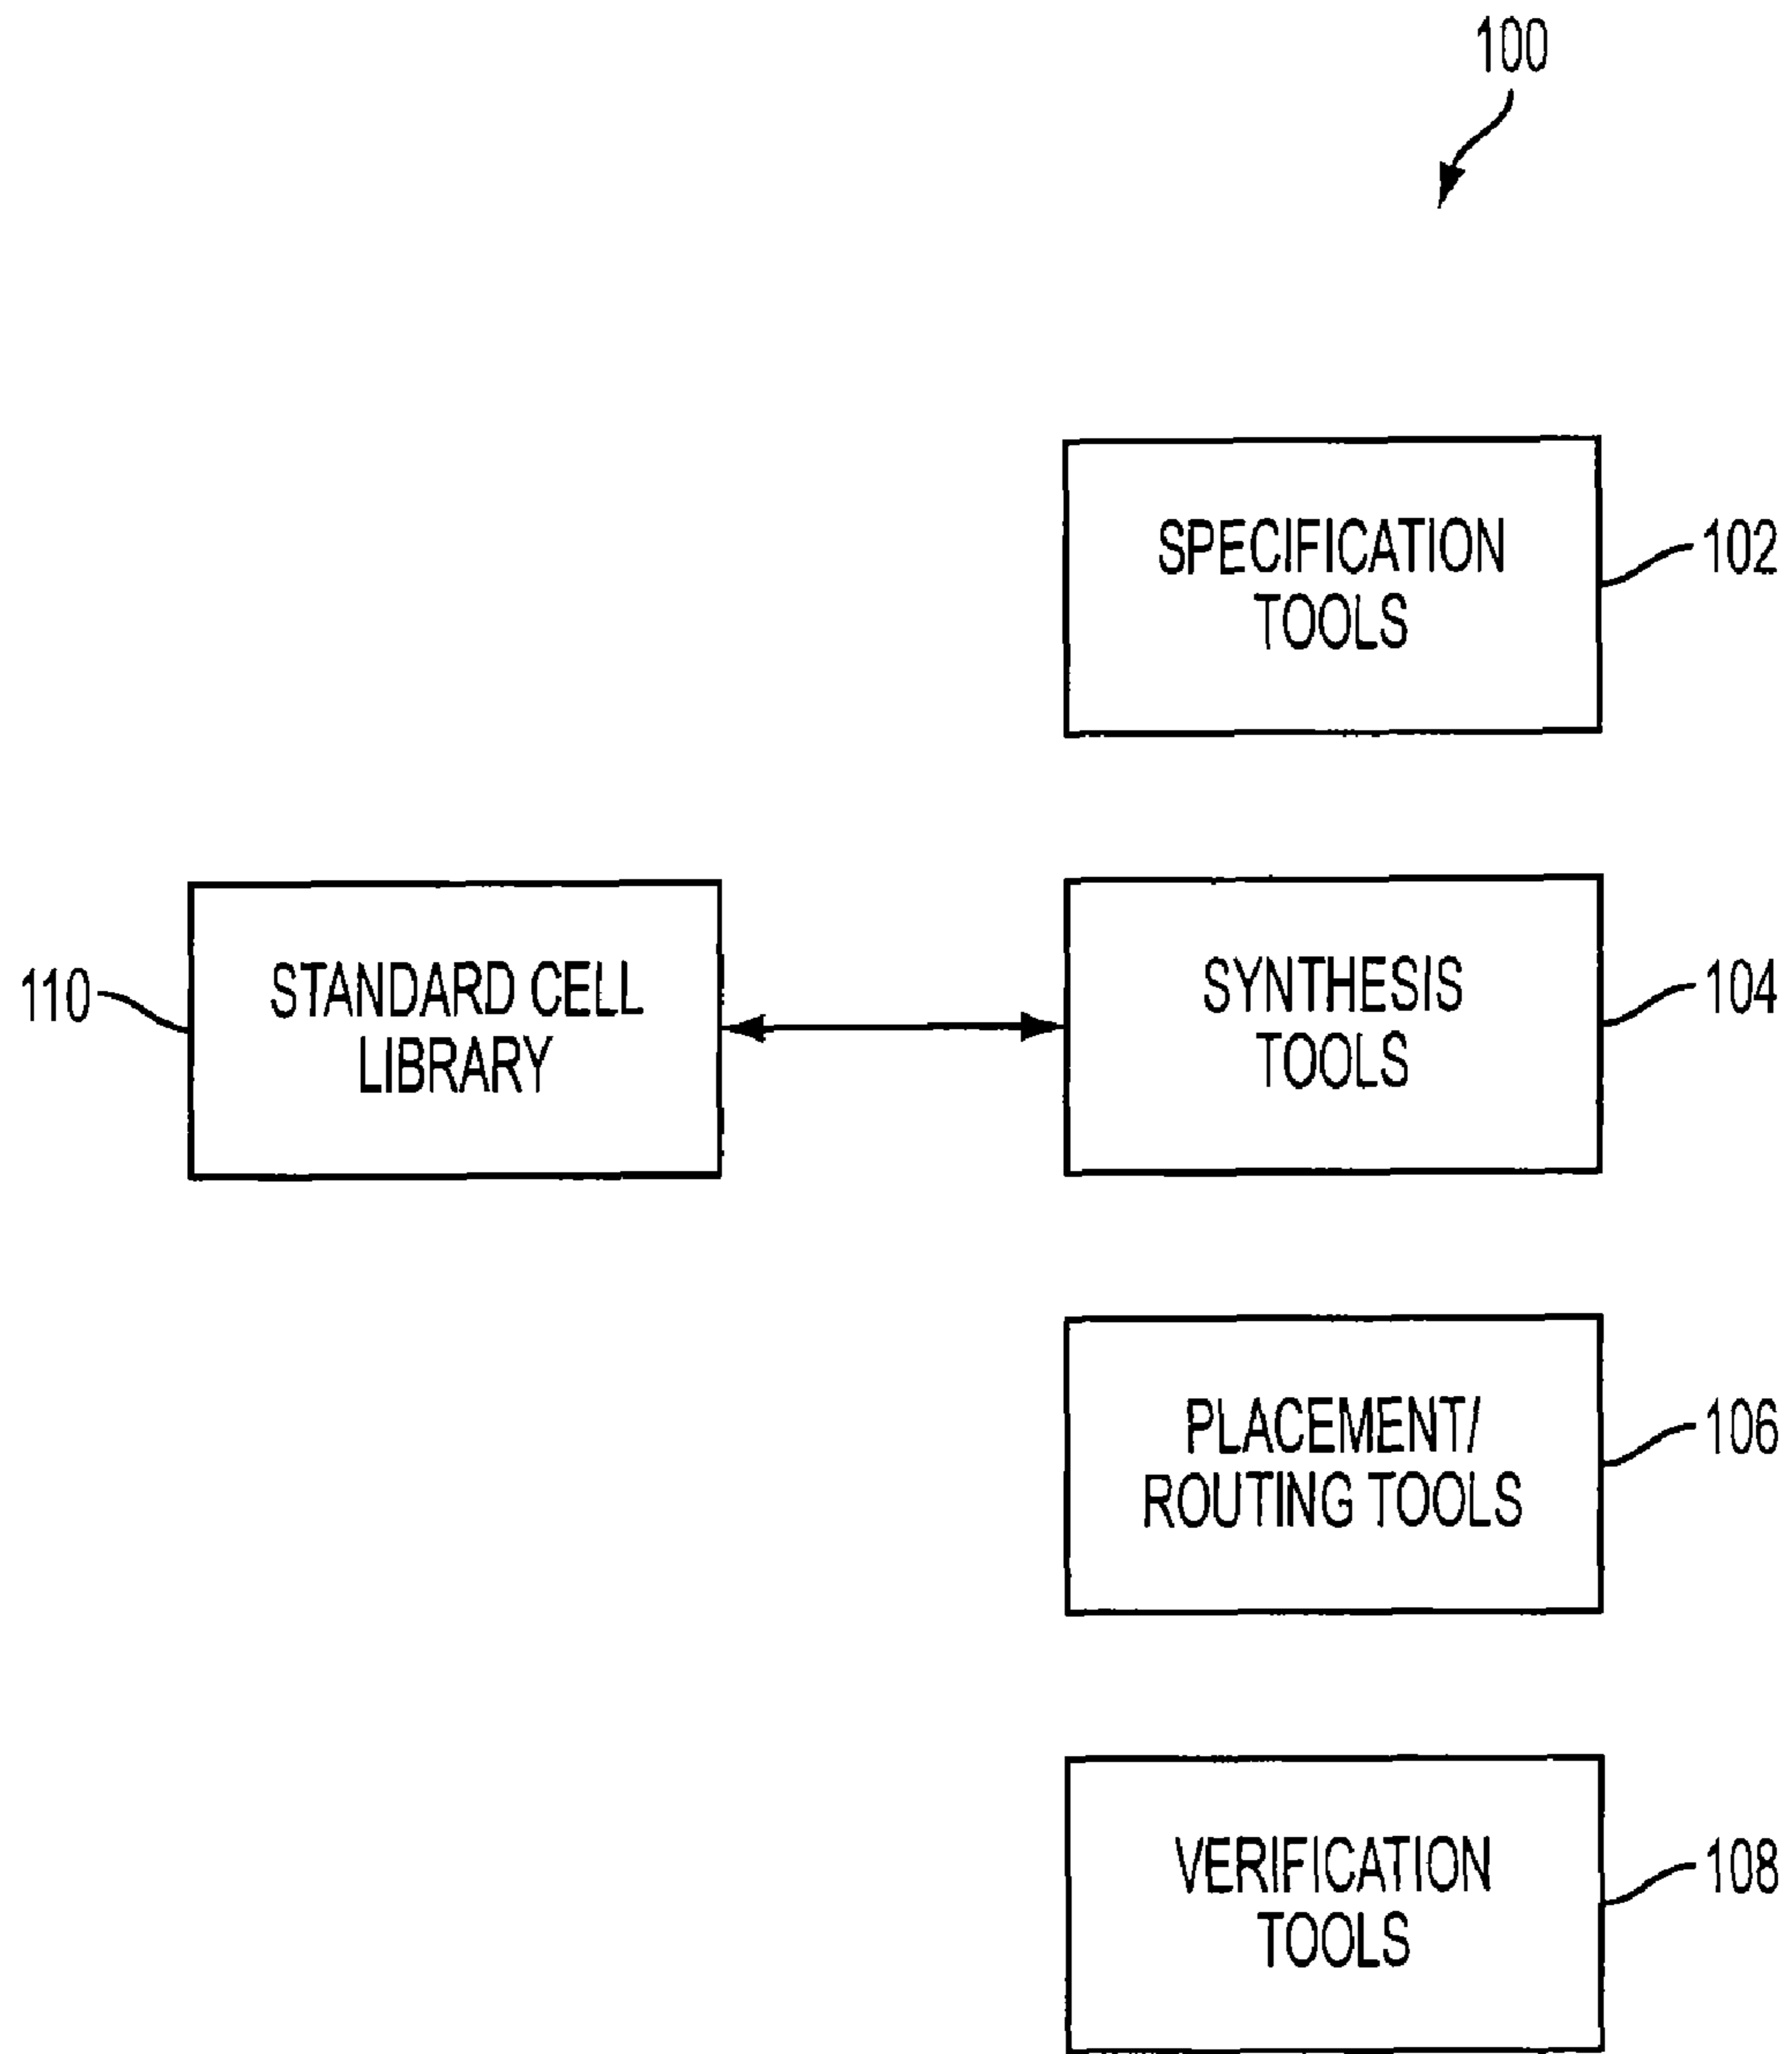 100
SPECIFICATION
TOOLS
102
110
STANDARD CELL
LIBRARY
SYNTHESIS
TOOLS
104
PLACEMENT/
ROUTING TOOLS
106
VERIFICATION
TOOLS
108